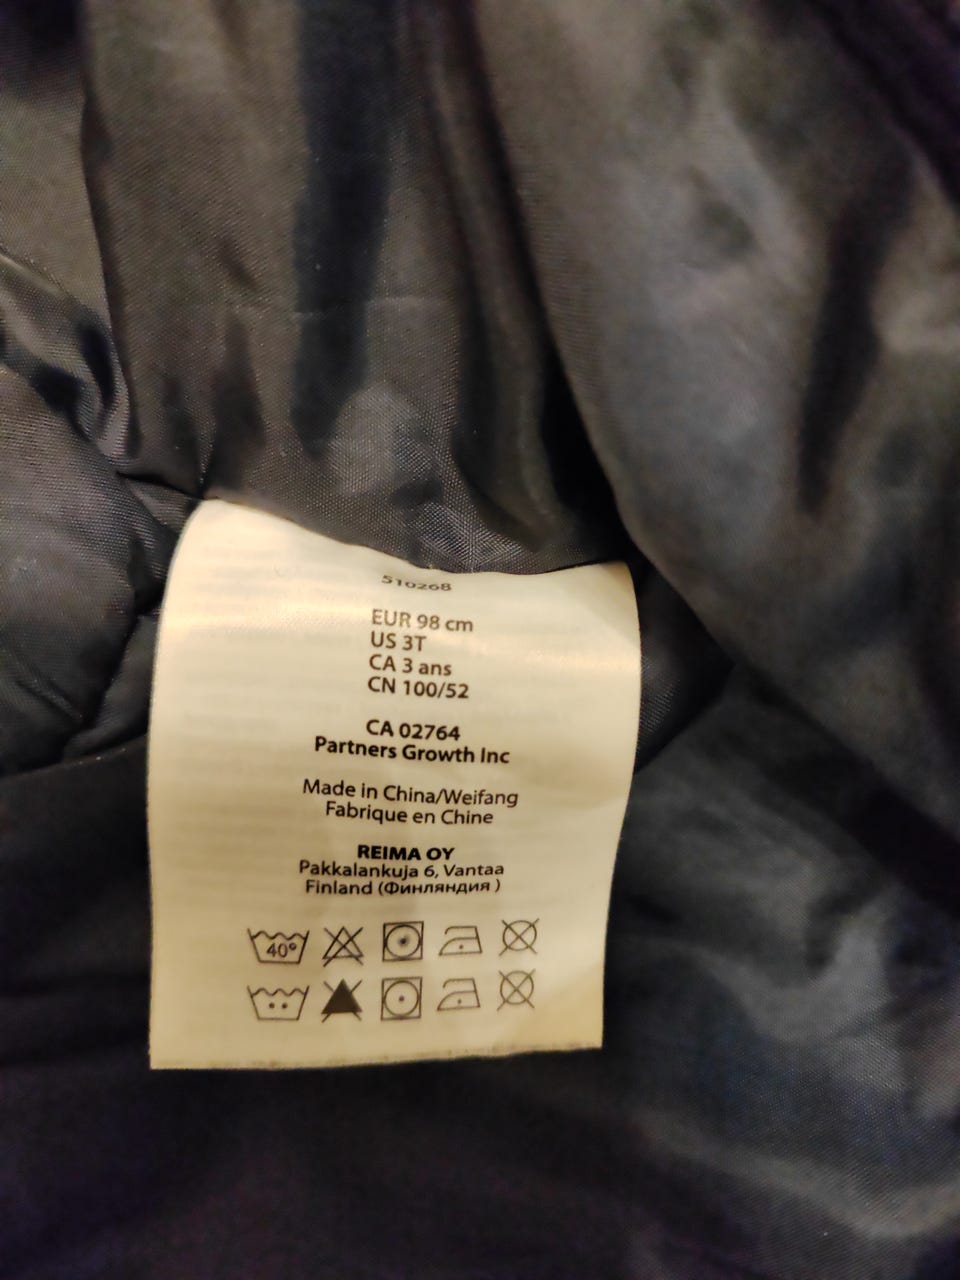 510268
EUR 98 cm
US 3T
CA 3 ans
CN 100/52
CA 02764
Partners Growth Inc
Made in China/Weifang
Fabrique en Chine
REIMA OY
Pakkalankuja 6, Vantaa
Finland (Финляндия )
40°